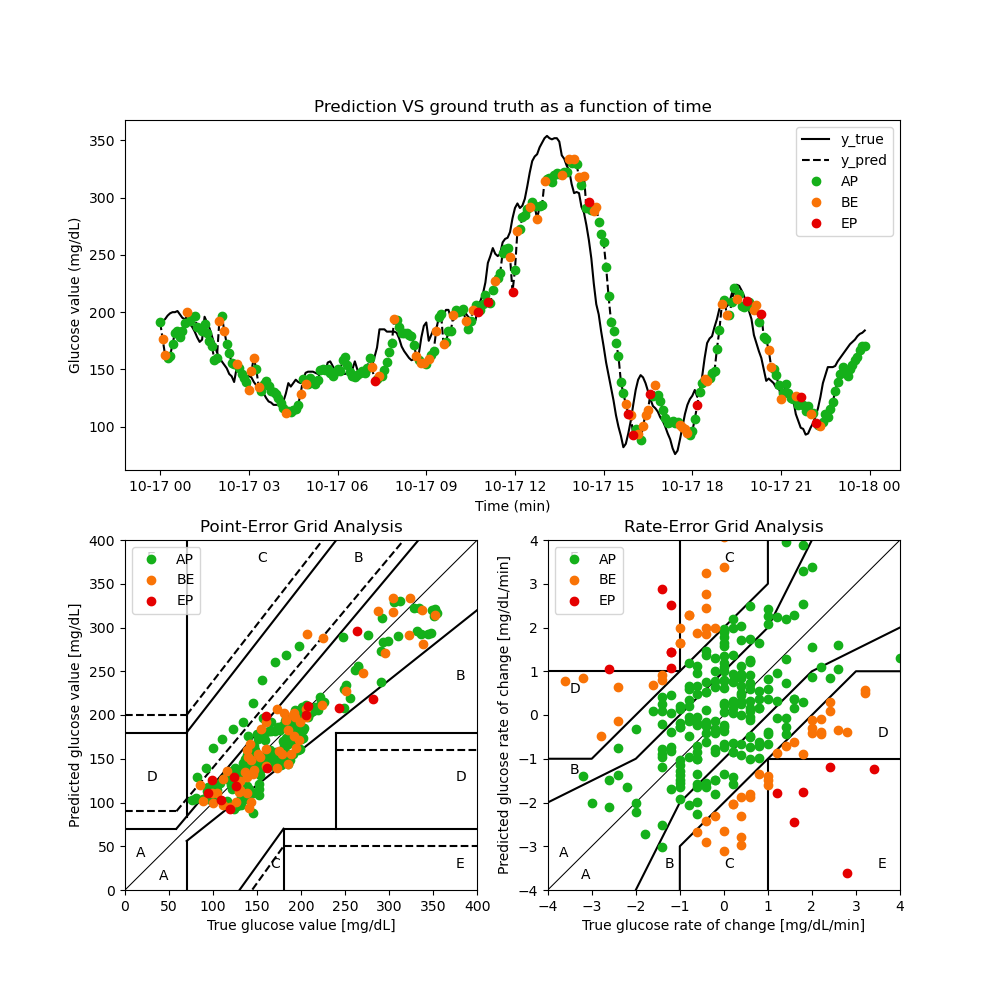 Prediction VS ground truth as a function of time
Glucose value (mg/dL)
350
300
250
200
150
100
y_true
y_pred
AP
BE
EP
10-17 00 10-17 03 10-17 06 10-17 09 10-17 12 10-17 15 10-17 18 10-17 21 10-18 00
Time (min)
Point-Error Grid Analysis
Predicted glucose value [mg/dL]
400
350
300
250
200
150
100
50
0
AP
BE
EP
C
B
B
D
D
A
A
C
E
0 50 100 150 200 250 300 350 400
True glucose value [mg/dL]
Rate-Error Grid Analysis
Predicted glucose rate of change [mg/dL/min]
4
3
2
1
0
−1
−2
−3
−4
AP
BE
EP
C
D
D
B
A
A
B
C
E
−4 −3 −2 −1 0 1 2 3 4
True glucose rate of change [mg/dL/min]